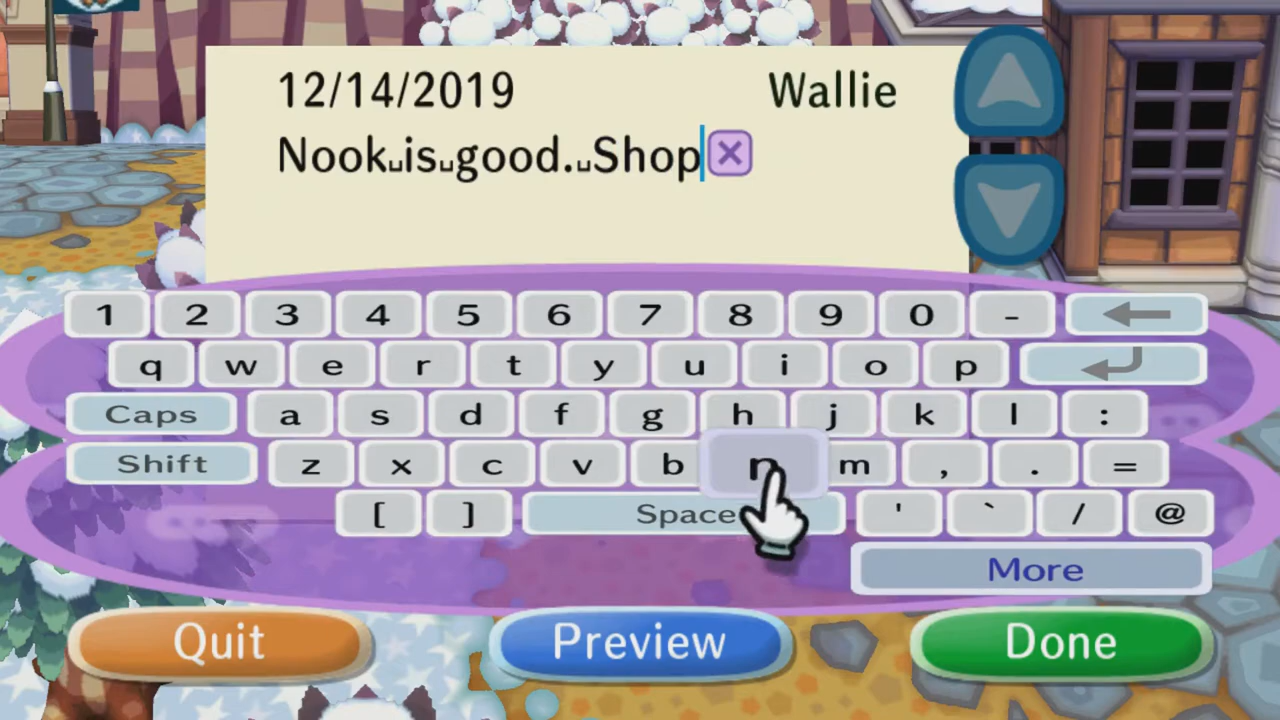 12/14/2019 Wallie
Nook␣is␣good.␣Shop
1 2 3 4 5 6 7 8 9 0 -
q w e r t y u i o p
Caps a s d f g h j k l :
Shift z x c v b n m , . =
[ ] Space ' ` / @
More
Quit Preview Done